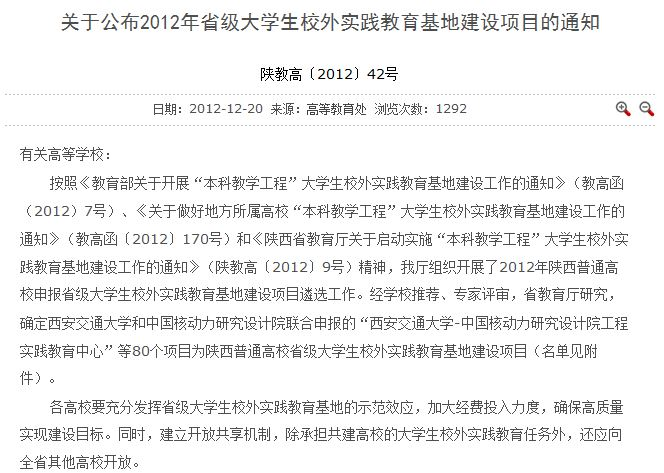 关于公布2012年省级大学生校外实践教育基地建设项目的通知
陕教高〔2012〕42号
日期：2012-12-20 来源：高等教育处 浏览次数：1292
有关高等学校：
按照《教育部关于开展“本科教学工程”大学生校外实践教育基地建设工作的通知》（教高函
（2012）7号）、《关于做好地方所属高校“本科教学工程”大学生校外实践教育基地建设工作的
通知》（教高函〔2012〕170号）和《陕西省教育厅关于启动实施“本科教学工程”大学生校外实
践教育基地建设工作的通知》（陕教高〔2012〕9号）精神，我厅组织开展了2012年陕西普通高
校申报省级大学生校外实践教育基地建设项目遴选工作。经学校推荐、专家评审，省教育厅研究，
确定西安交通大学和中国核动力研究设计院联合申报的“西安交通大学-中国核动力研究设计院工程
实践教育中心”等80个项目为陕西普通高校省级大学生校外实践教育基地建设项目（名单见附
件）。
各高校要充分发挥省级大学生校外实践教育基地的示范效应，加大经费投入力度，确保高质量
实现建设目标。同时，建立开放共享机制，除承担共建高校的大学生校外实践教育任务外，还应向
全省其他高校开放。